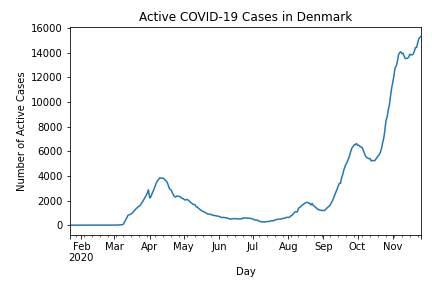 Active COVID-19 Cases in Denmark
16000
14000
12000
10000
8000
6000
4000
2000
0
Number of Active Cases
Feb Mar Apr May Jun Jul Aug Sep Oct Nov
2020
Day